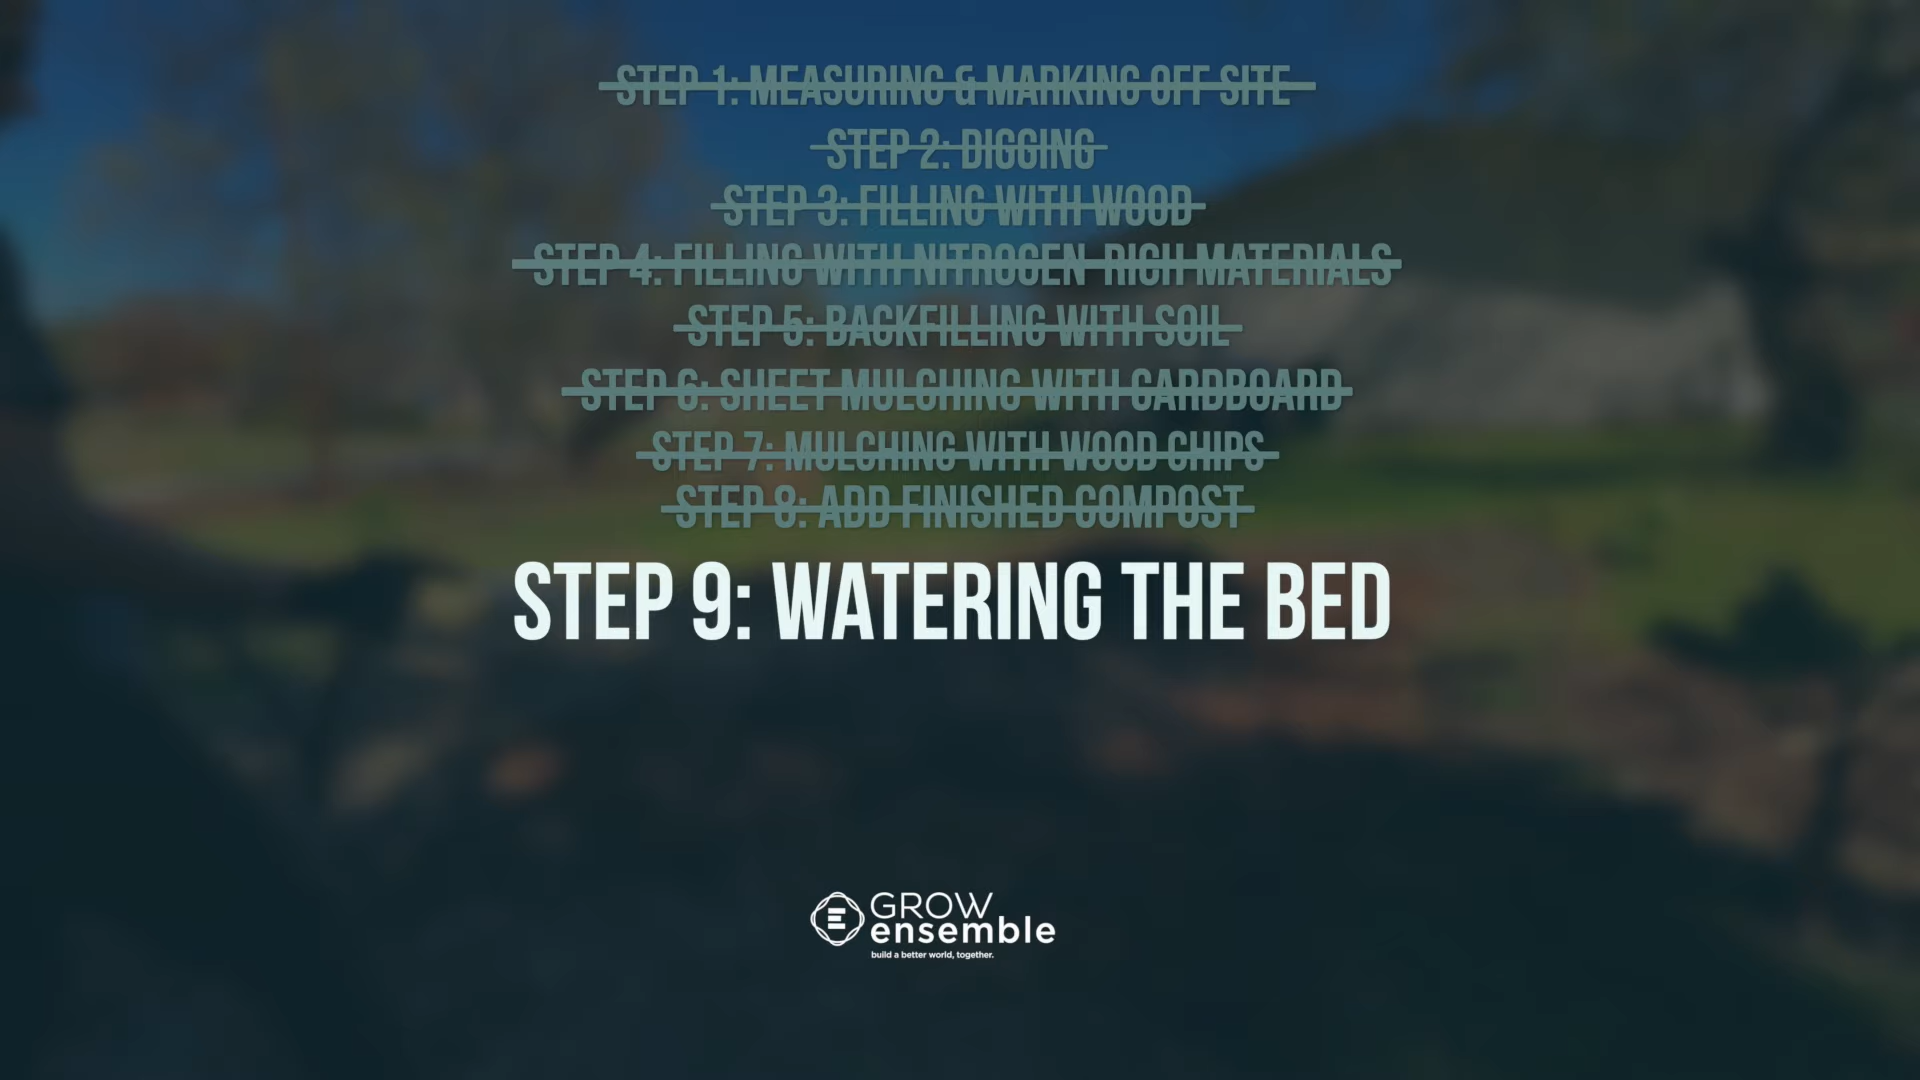 STEP 1: MEASURING & MARKING OFF SITE
STEP 2: DIGGING
STEP 3: FILLING WITH WOOD
STEP 4: FILLING WITH NITROGEN-RICH MATERIALS
STEP 5: BACKFILLING WITH SOIL
STEP 6: SHEET MULCHING WITH CARDBOARD
STEP 7: MULCHING WITH WOOD CHIPS
STEP 8: ADD FINISHED COMPOST
STEP 9: WATERING THE BED
GROW
ensemble
build a better world, together.